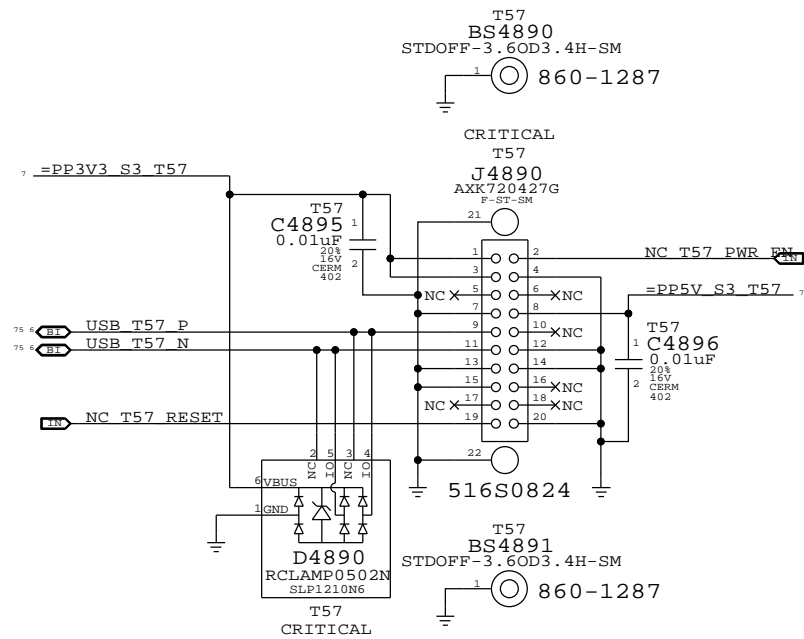 T57
BS4890
STDOFF-3.6OD3.4H-SM
1
860-1287
CRITICAL
T57
J4890
AXK720427G
F-ST-SM
7 =PP3V3_S3_T57
T57
C4895
0.01uF
20%
16V
CERM
402
1
2
21
1 2 NC_T57_PWR_EN IN
3 4
NC 5 6 NC
=PP5V_S3_T57 7
7 8
75 6 BI USB_T57_P 9 10 NC
75 6 BI USB_T57_N 11 12
13 14
15 16 NC
NC 17 18 NC
IN NC_T57_RESET 19 20
T57
C4896
0.01uF
20%
16V
CERM
402
1
2
22
516S0824
2 5 3 4
NC IO NC IO
6 VBUS
1 GND
D4890
RCLAMP0502N
SLP1210N6
T57
CRITICAL
T57
BS4891
STDOFF-3.6OD3.4H-SM
1
860-1287